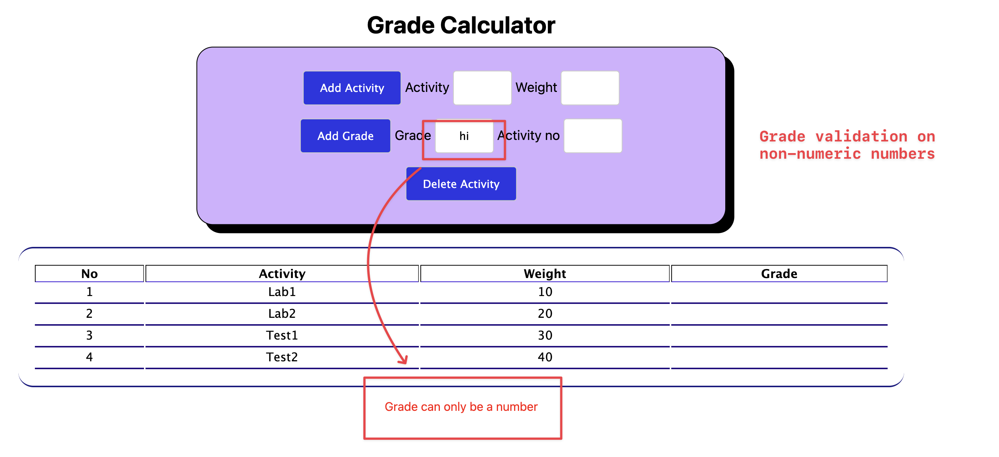 Grade Calculator
Add Activity Activity Weight
Add Grade Grade hi Activity no
Grade validation on
non-numeric numbers
Delete Activity
No Activity Weight Grade
1 Lab1 10
2 Lab2 20
3 Test1 30
4 Test2 40
Grade can only be a number